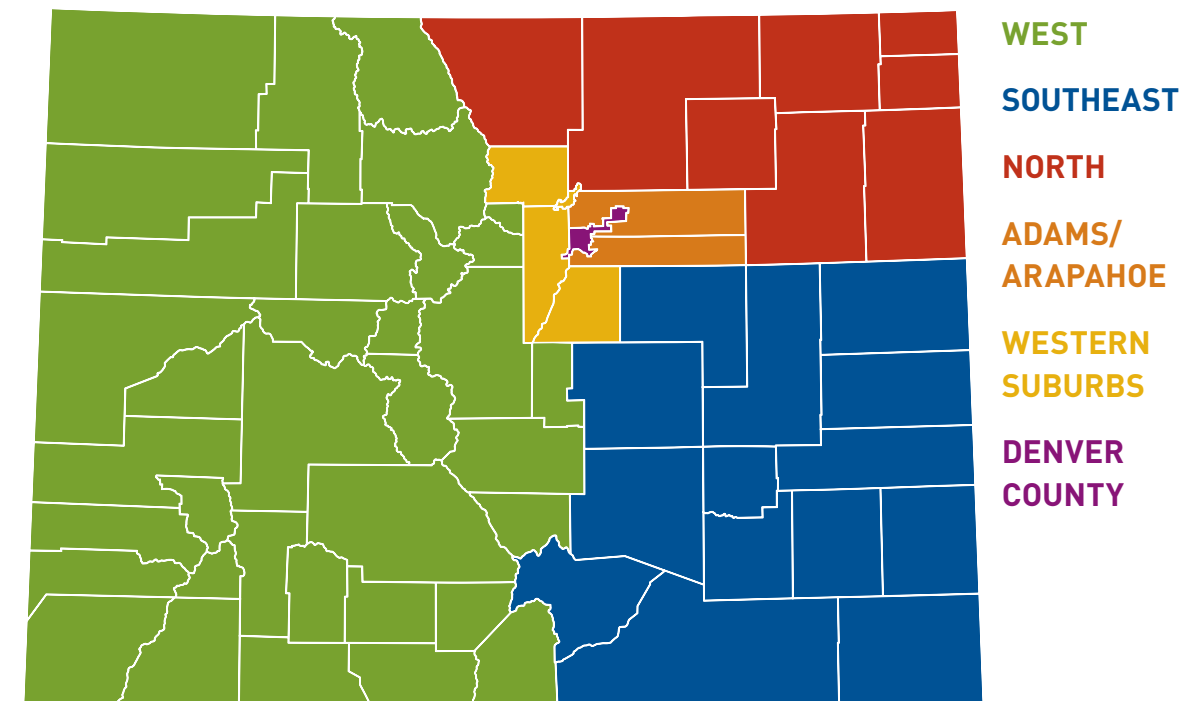 WEST
SOUTHEAST
NORTH
ADAMS/
ARAPAHOE
WESTERN
SUBURBS
DENVER
COUNTY